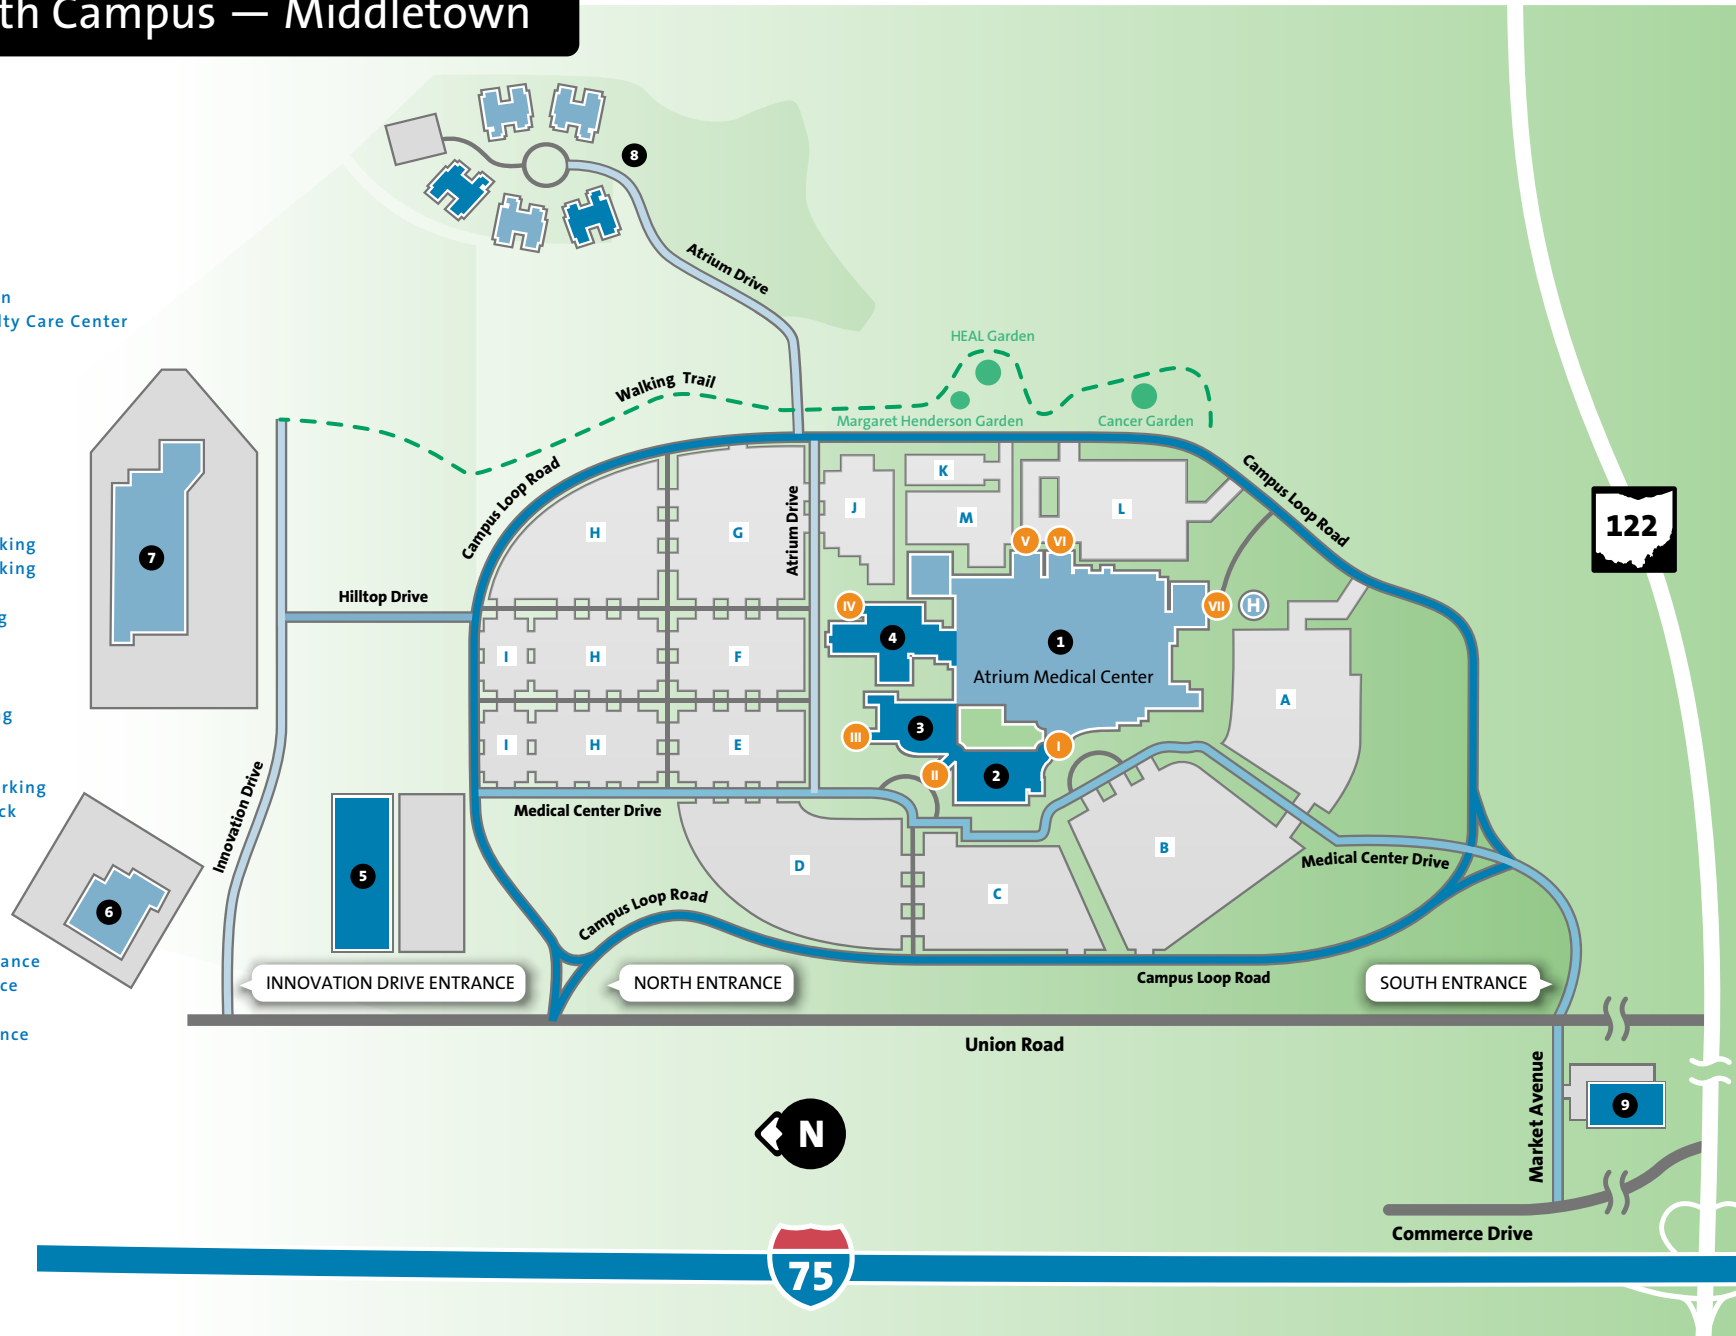 th Campus — Middletown
8
Atrium Drive
n
lty Care Center
HEAL Garden
Walking Trail
Margaret Henderson Garden
Cancer Garden
Campus Loop Road
Campus Loop Road
K
J
M
L
H
G
Atrium Drive
122
V
VI
king
king
7
Hilltop Drive
IV
VII
H
g
4
1
I
H
F
Atrium Medical Center
A
ng
3
III
I
I
H
E
II
2
rking
ck
Medical Center Drive
Innovation Drive
B
Medical Center Drive
D
5
C
6
Campus Loop Road
ance
ce
nce
INNOVATION DRIVE ENTRANCE
NORTH ENTRANCE
Campus Loop Road
SOUTH ENTRANCE
Union Road
Market Avenue
9
N
Commerce Drive
75